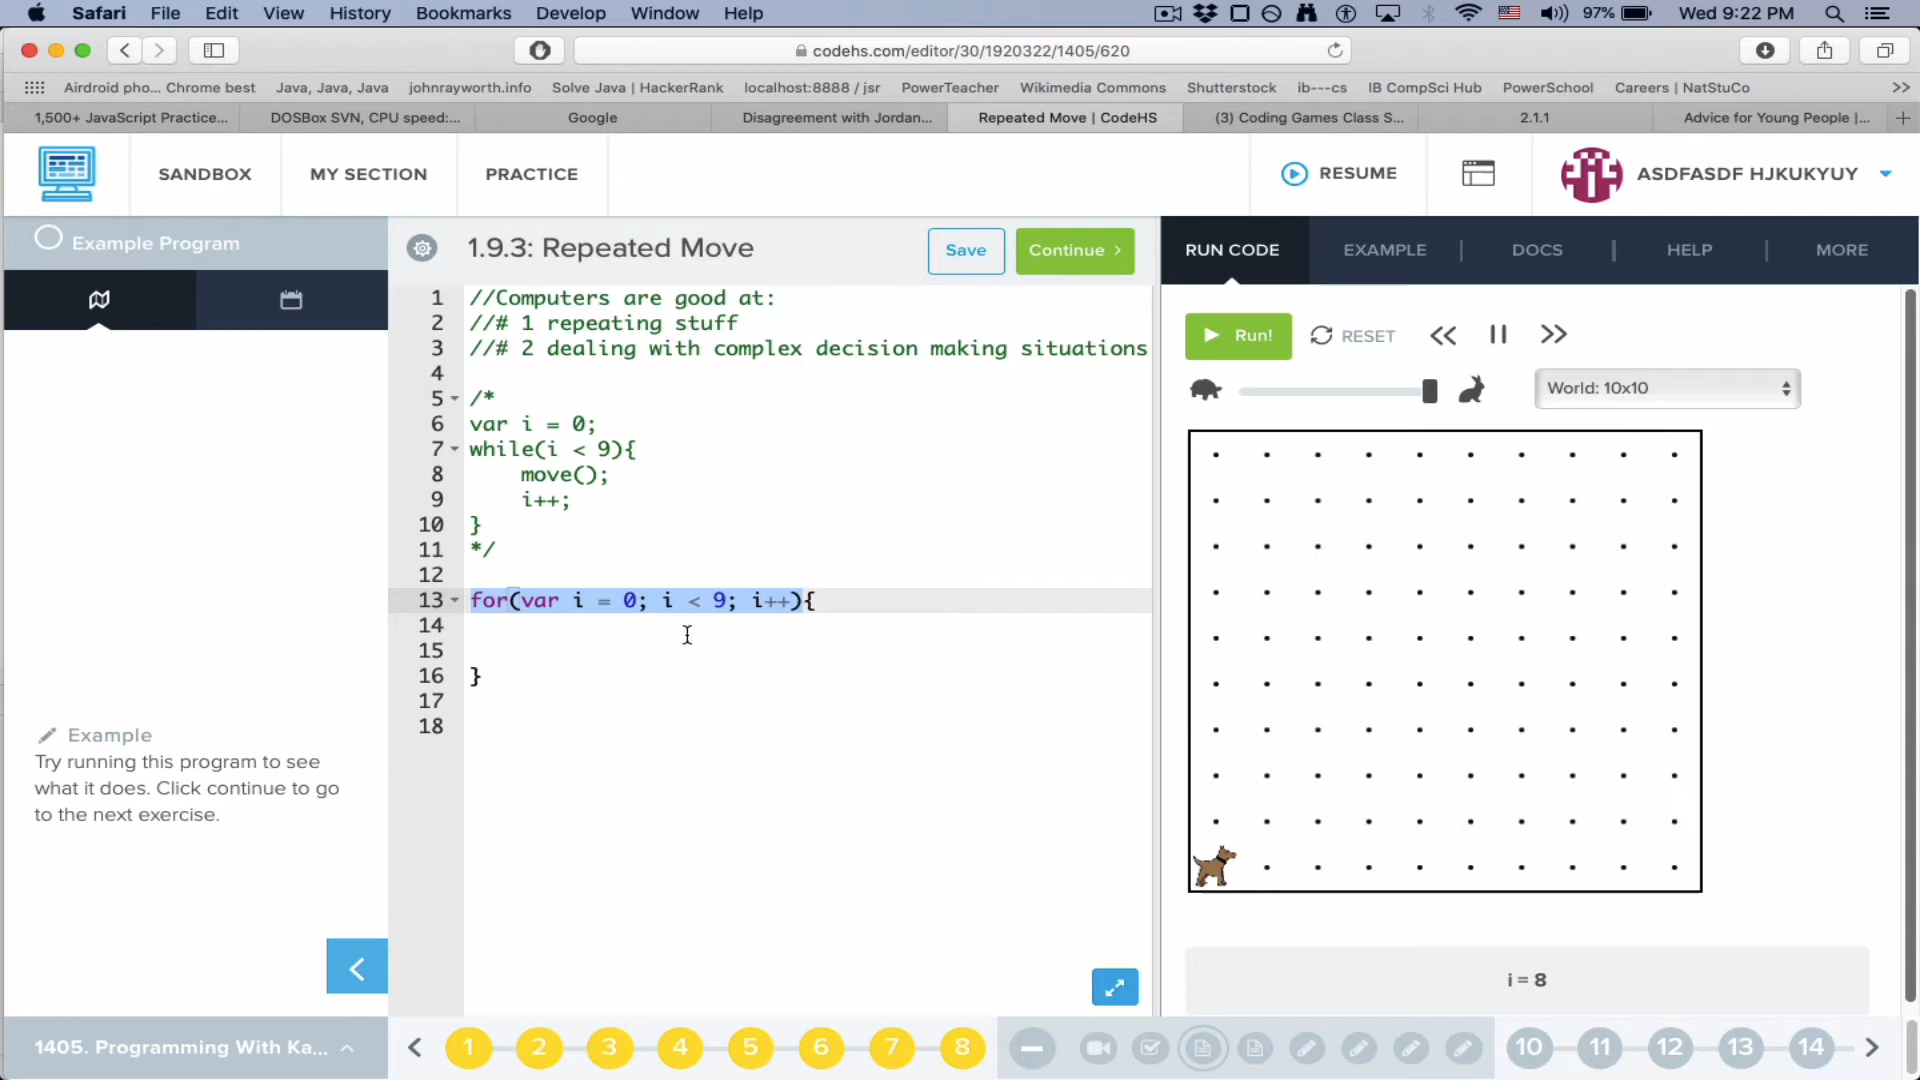 Safari File Edit View History Bookmarks Develop Window Help 97% Wed 9:22 PM
codehs.com/editor/30/1920322/1405/620
Airdroid pho... Chrome best Java, Java, Java johnrayworth.info Solve Java | HackerRank localhost:8888 / jsr PowerTeacher Wikimedia Commons Shutterstock ib---cs IB CompSci Hub PowerSchool Careers | NatStuCo >>
1,500+ JavaScript Practice... DOSBox SVN, CPU speed:... Google Disagreement with Jordan... Repeated Move | CodeHS (3) Coding Games Class S... 2.1.1 Advice for Young People |... +
SANDBOX MY SECTION PRACTICE RESUME ASDFASDF HJKUKYUY
Example Program
1.9.3: Repeated Move Save Continue >
RUN CODE EXAMPLE | DOCS | HELP | MORE
1 //Computers are good at:
2 //# 1 repeating stuff
3 //# 2 dealing with complex decision making situations
4
5 /*
6 var i = 0;
7 while(i < 9){
8 move();
9 i++;
10 }
11 */
12
13 for(var i = 0; i < 9; i++){
14
15
16 }
17
18
Run! RESET
World: 10x10
i = 8
Example
Try running this program to see
what it does. Click continue to go
to the next exercise.
1405. Programming With Ka...
1 2 3 4 5 6 7 8 10 11 12 13 14